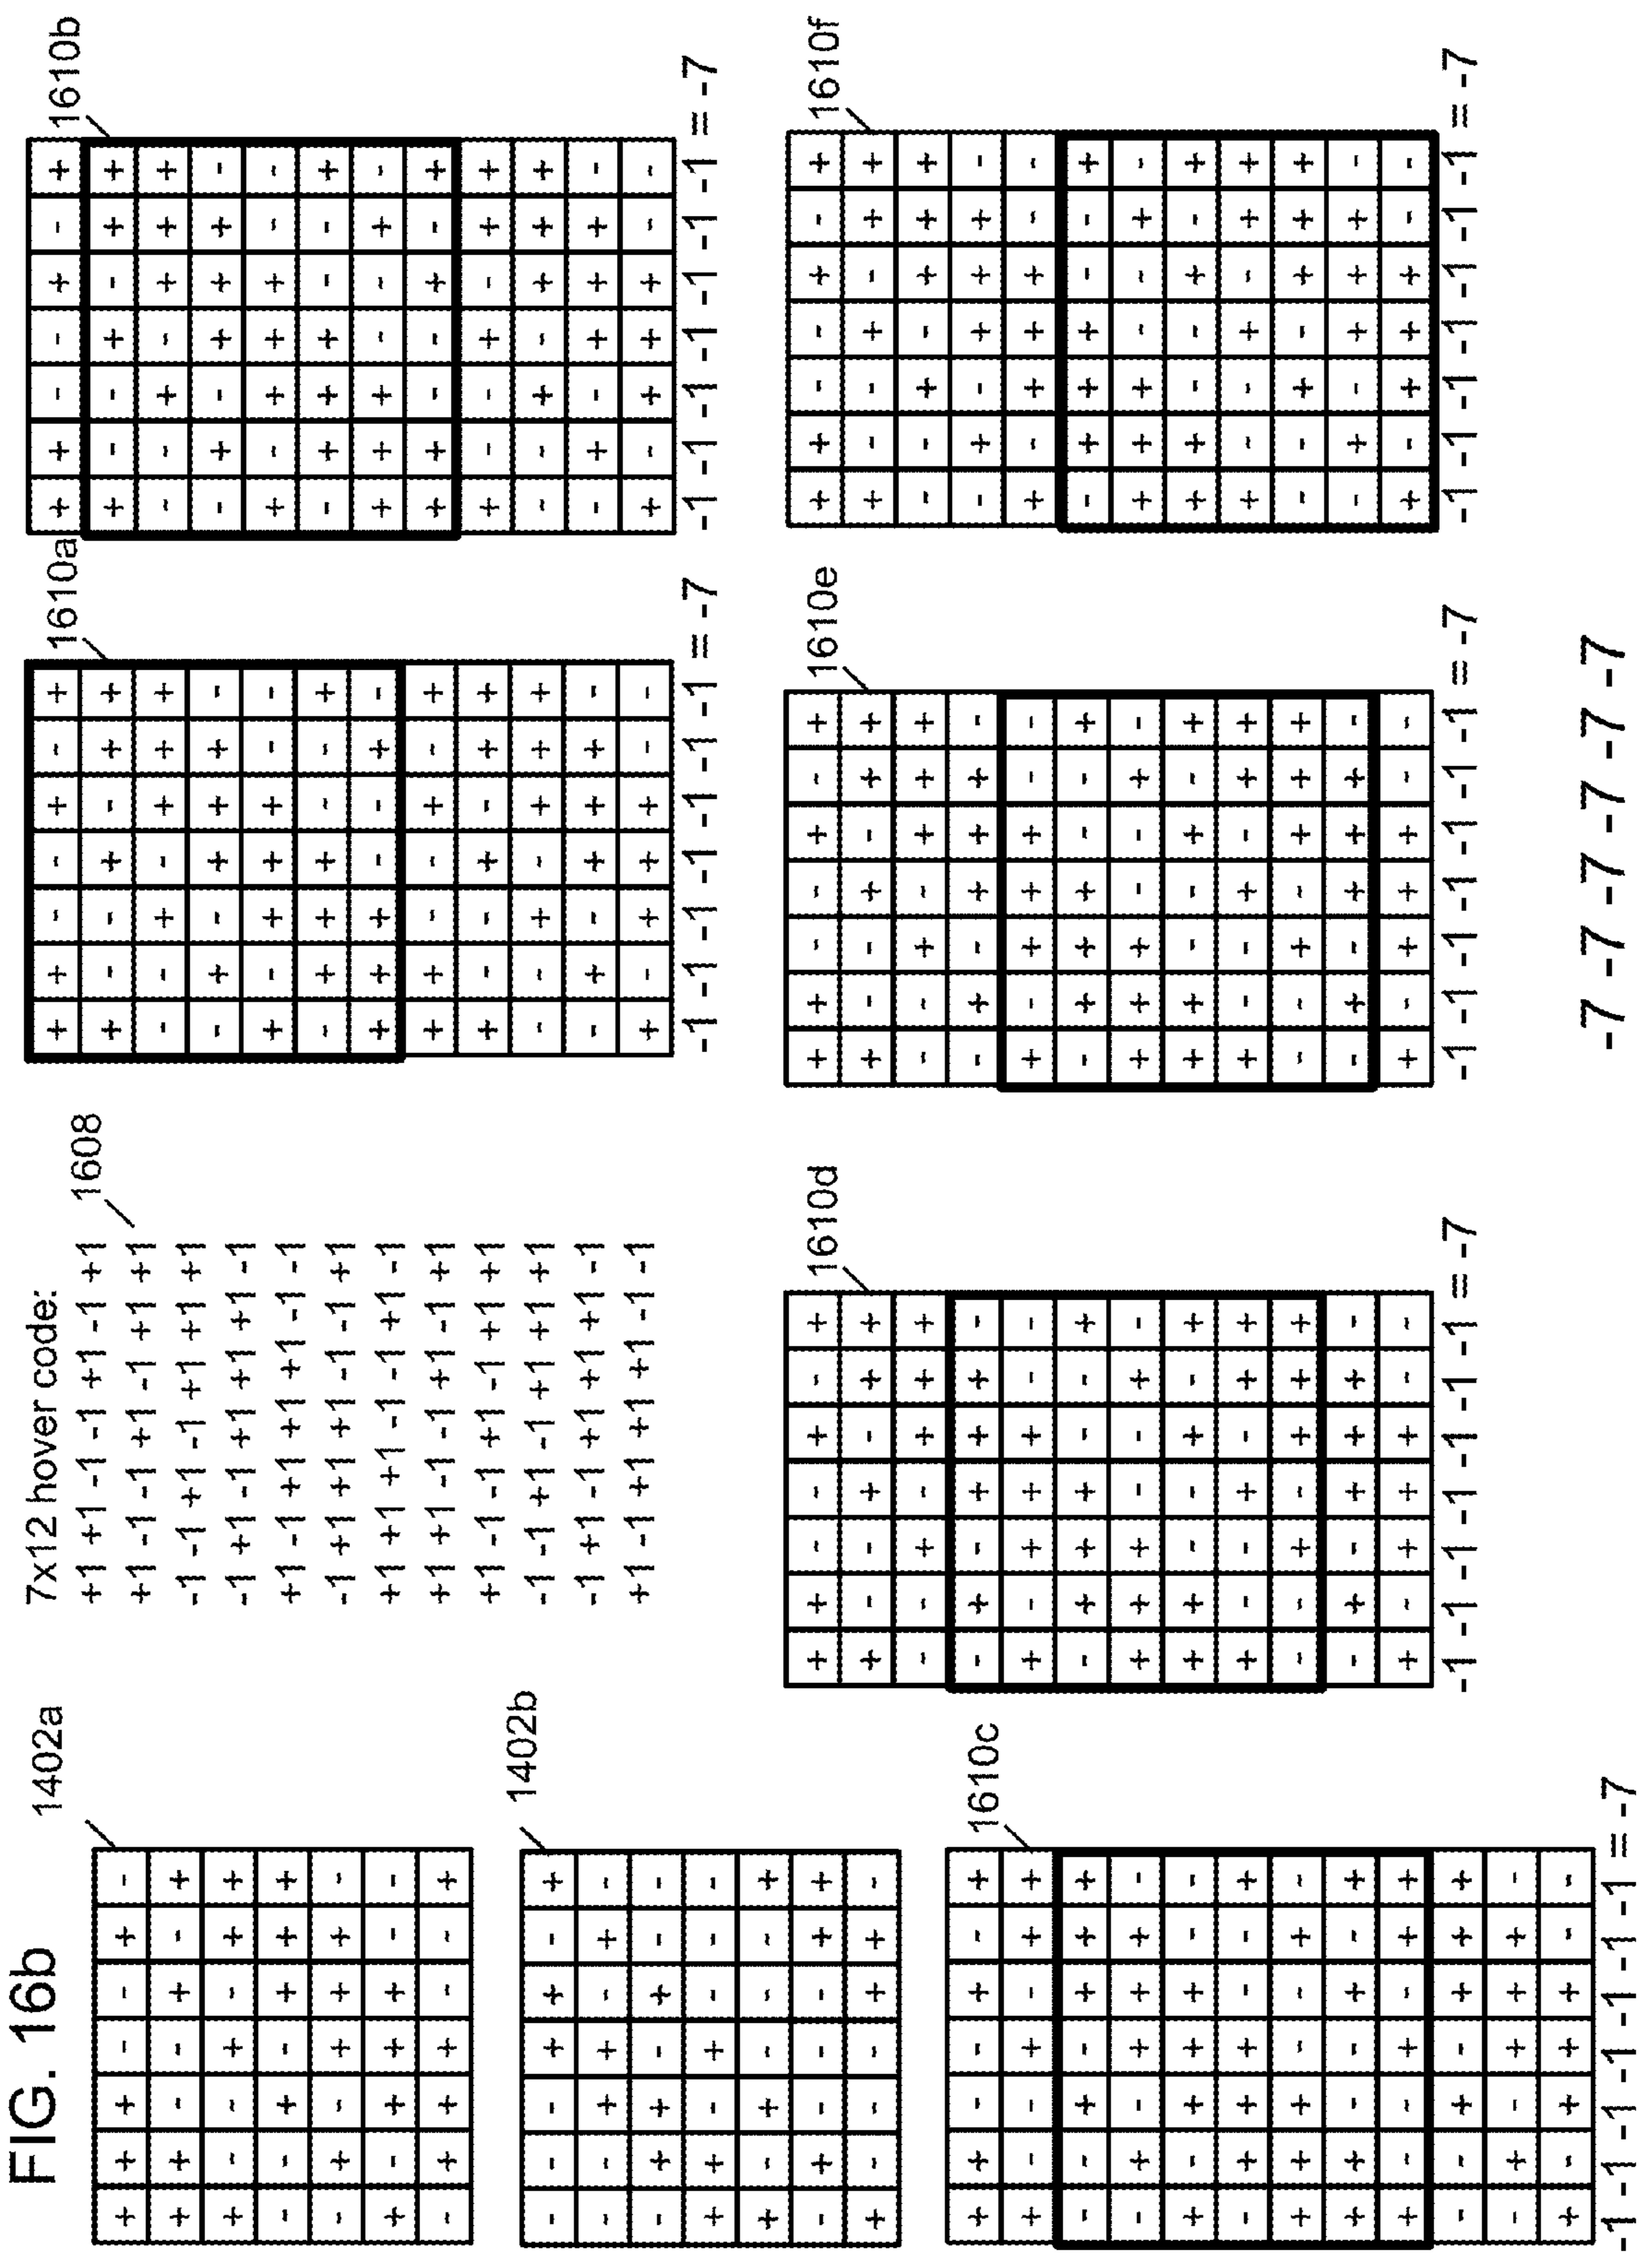 FIG. 16b
1402a
+ + + - - + -
+ + - - + - +
+ - - + - + +
- - + - + + +
- + - + + + -
+ - + + + - -
- + + + - - +
1402b
- - - + + - +
- - + + - + -
- + + - + - -
+ + - + - - -
+ - + - - - +
- + - - - + +
+ - - - + + -
7x12 hover code:
1608
+1 +1 -1 -1 +1 -1 +1
+1 -1 -1 +1 -1 +1 +1
-1 -1 +1 -1 +1 +1 +1
-1 +1 -1 +1 +1 +1 -1
+1 -1 +1 +1 +1 -1 -1
-1 +1 +1 +1 -1 -1 +1
+1 +1 +1 -1 -1 +1 -1
+1 +1 -1 -1 +1 -1 +1
+1 -1 -1 +1 -1 +1 +1
-1 -1 +1 -1 +1 +1 +1
-1 +1 -1 +1 +1 +1 -1
+1 -1 +1 +1 +1 -1 -1
1610a
+ + - - + - +
+ - - + - + +
- - + - + + +
- + - + + + -
+ - + + + - -
- + + + - - +
+ + + - - + -
+ + - - + - +
+ - - + - + +
- - + - + + +
- + - + + + -
+ - + + + - -
-1 -1 -1 -1 -1 -1 -1 = -7
1610b
+ + - - + - +
+ - - + - + +
- - + - + + +
- + - + + + -
+ - + + + - -
- + + + - - +
+ + + - - + -
+ + - - + - +
+ - - + - + +
- - + - + + +
- + - + + + -
+ - + + + - -
-1 -1 -1 -1 -1 -1 -1 = -7
1610c
+ + - - + - +
+ - - + - + +
- - + - + + +
- + - + + + -
+ - + + + - -
- + + + - - +
+ + + - - + -
+ + - - + - +
+ - - + - + +
- - + - + + +
- + - + + + -
+ - + + + - -
-1 -1 -1 -1 -1 -1 -1 = -7
1610d
+ + - - + - +
+ - - + - + +
- - + - + + +
- + - + + + -
+ - + + + - -
- + + + - - +
+ + + - - + -
+ + - - + - +
+ - - + - + +
- - + - + + +
- + - + + + -
+ - + + + - -
-1 -1 -1 -1 -1 -1 -1 = -7
1610e
+ + - - + - +
+ - - + - + +
- - + - + + +
- + - + + + -
+ - + + + - -
- + + + - - +
+ + + - - + -
+ + - - + - +
+ - - + - + +
- - + - + + +
- + - + + + -
+ - + + + - -
-1 -1 -1 -1 -1 -1 -1 = -7
1610f
+ + - - + - +
+ - - + - + +
- - + - + + +
- + - + + + -
+ - + + + - -
- + + + - - +
+ + + - - + -
+ + - - + - +
+ - - + - + +
- - + - + + +
- + - + + + -
+ - + + + - -
-1 -1 -1 -1 -1 -1 -1 = -7
-7 -7 -7 -7 -7 -7